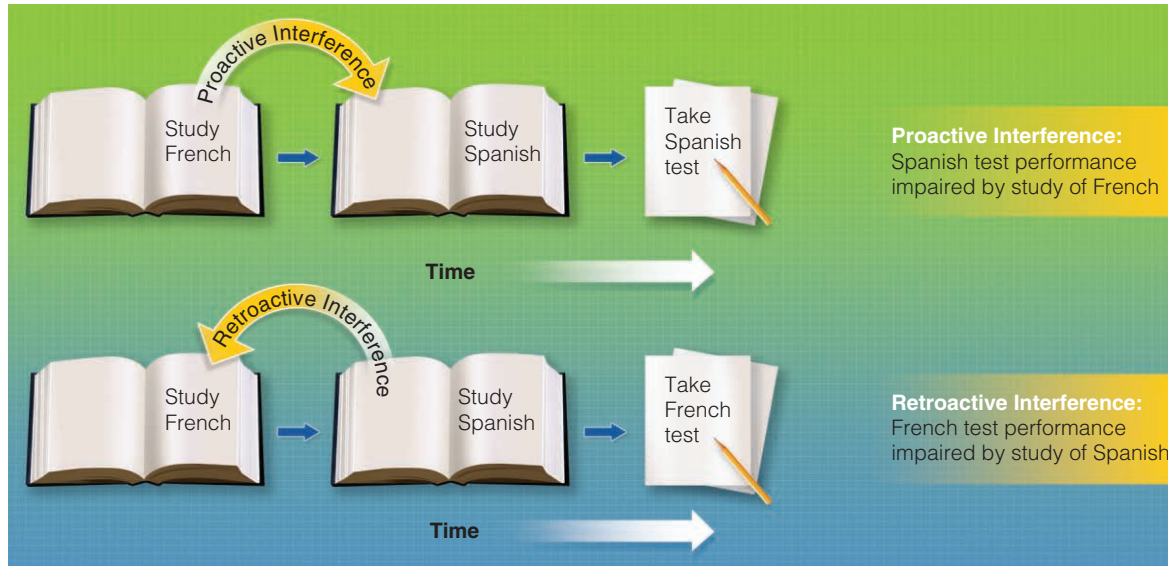 Proactive Interference
Study
French
Study
Spanish
Take
Spanish
test
Proactive Interference:
Spanish test performance
impaired by study of French
Time
Retroactive Interference
Study
French
Study
Spanish
Take
French
test
Retroactive Interference:
French test performance
impaired by study of Spanish
Time